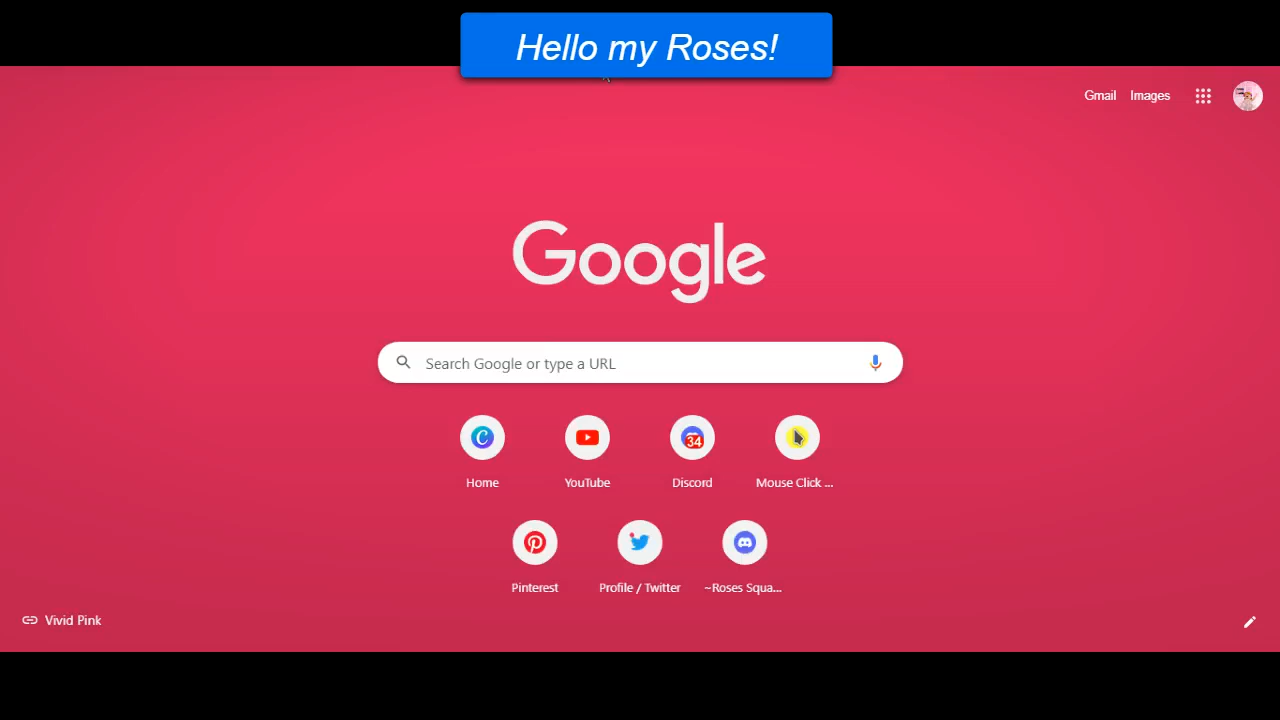 Hello my Roses!
Gmail Images
Google
Search Google or type a URL
34
Home YouTube Discord Mouse Click ...
Pinterest Profile / Twitter ~Roses Squa...
Vivid Pink